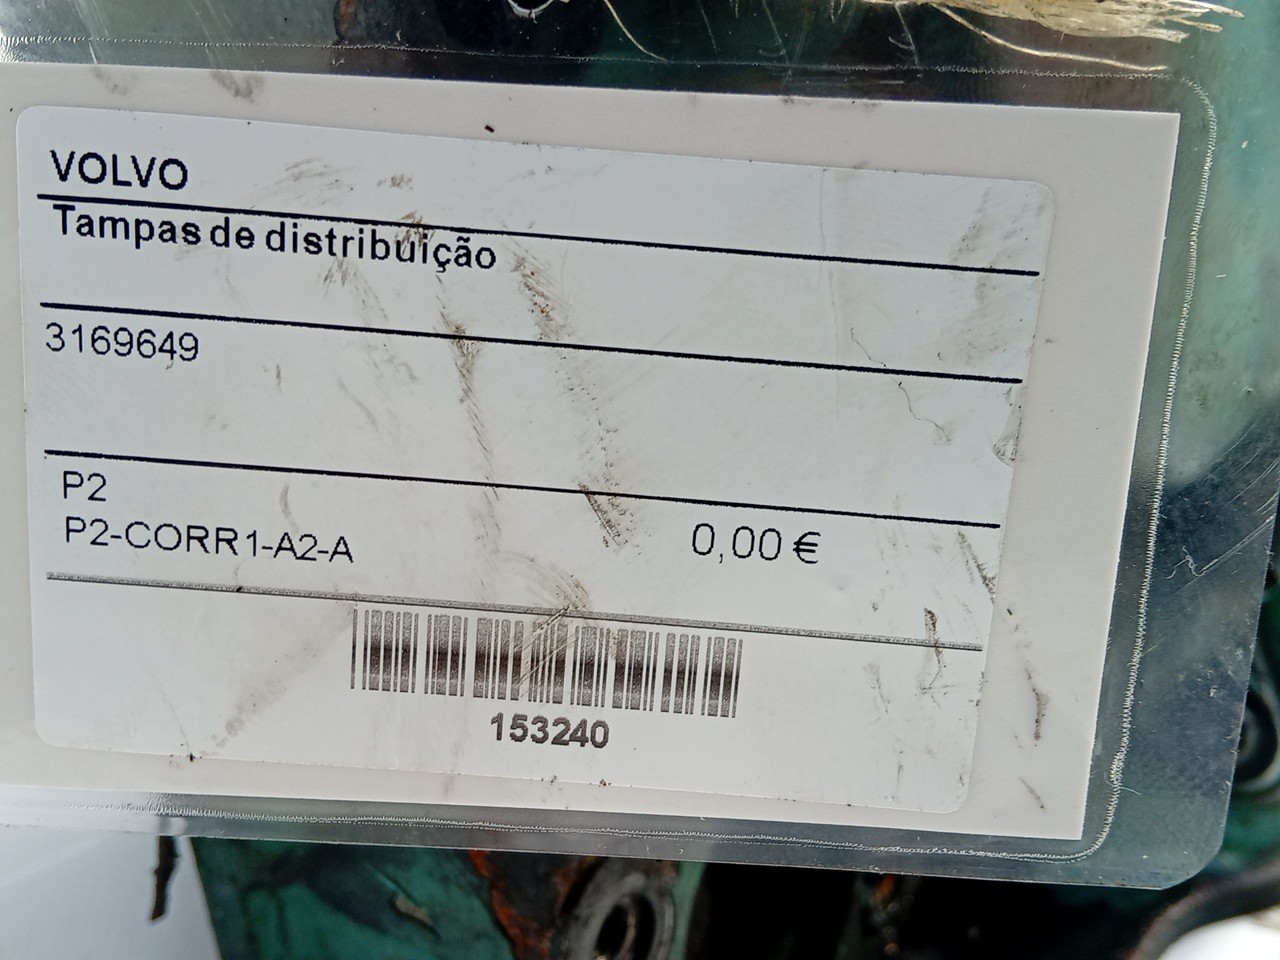 VOLVO
Tampas de distribuição
3169649
P2
P2-CORR1-A2-A
0,00 €
153240